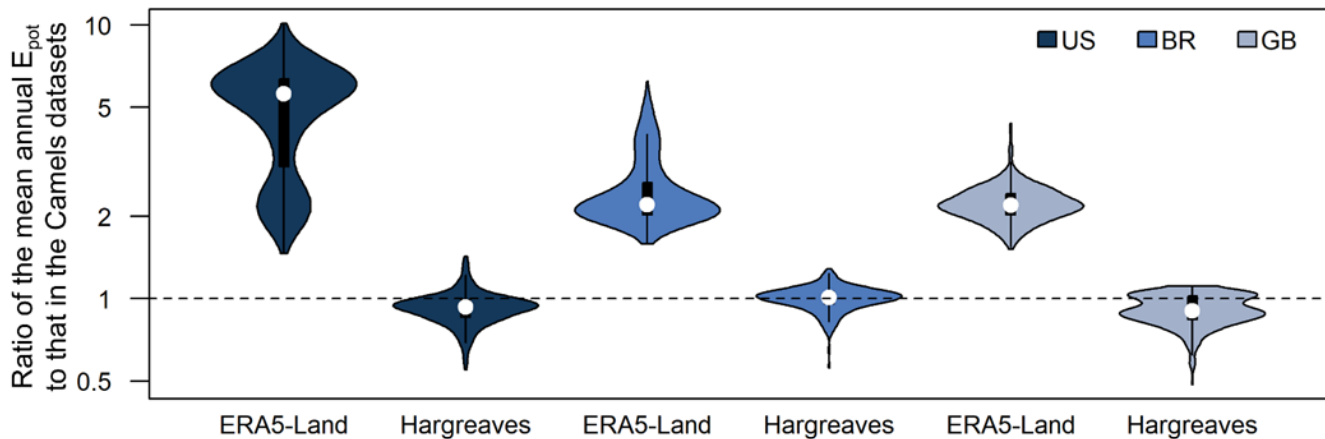 Ratio of the mean annual Epot
to that in the Camels datasets
10
5
2
1
0.5
US BR GB
ERA5-Land Hargreaves ERA5-Land Hargreaves ERA5-Land Hargreaves